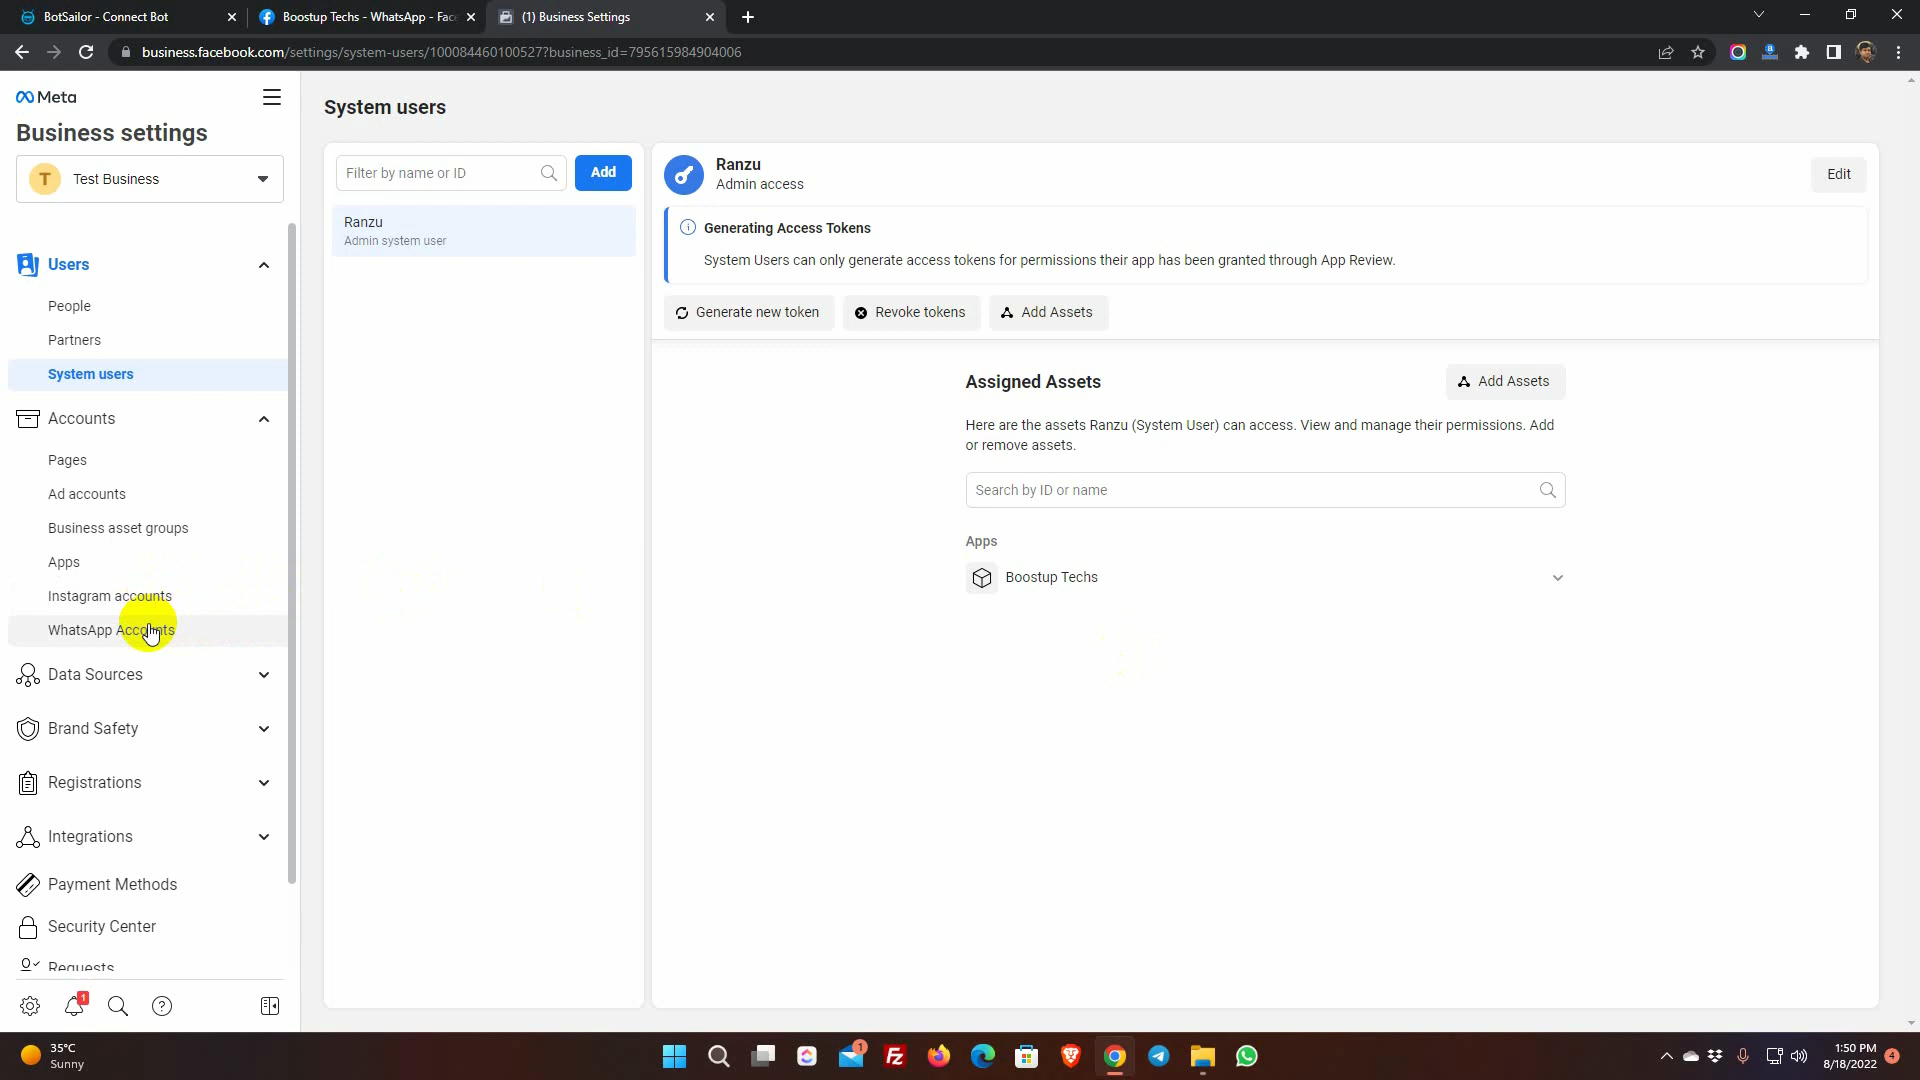 BotSailor - Connect Bot
Boostup Techs - WhatsApp - Face
(1) Business Settings
business.facebook.com/settings/system-users/100084460100527?business_id=795615984904006
Meta
Business settings
T Test Business
Users
People
Partners
System users
Accounts
Pages
Ad accounts
Business asset groups
Apps
Instagram accounts
WhatsApp Accounts
Data Sources
Brand Safety
Registrations
Integrations
Payment Methods
Security Center
Requests
1
System users
Filter by name or ID
Add
Ranzu
Admin system user
Ranzu
Admin access
Edit
Generating Access Tokens
System Users can only generate access tokens for permissions their app has been granted through App Review.
Generate new token
Revoke tokens
Add Assets
Assigned Assets
Add Assets
Here are the assets Ranzu (System User) can access. View and manage their permissions. Add
or remove assets.
Search by ID or name
Apps
Boostup Techs
35°C
Sunny
1
Fz
1:50 PM
8/18/2022
4